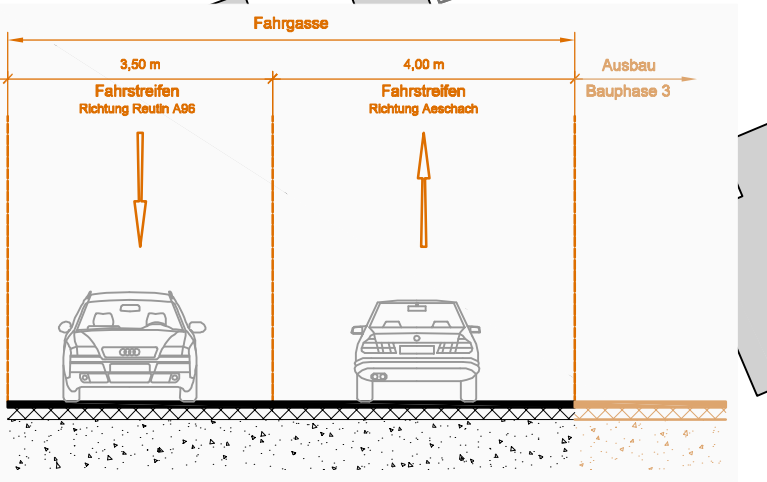 Fahrgasse
3,50 m
4,00 m
Ausbau
Fahrstreifen
Richtung Reutin A96
Fahrstreifen
Richtung Aeschach
Bauphase 3